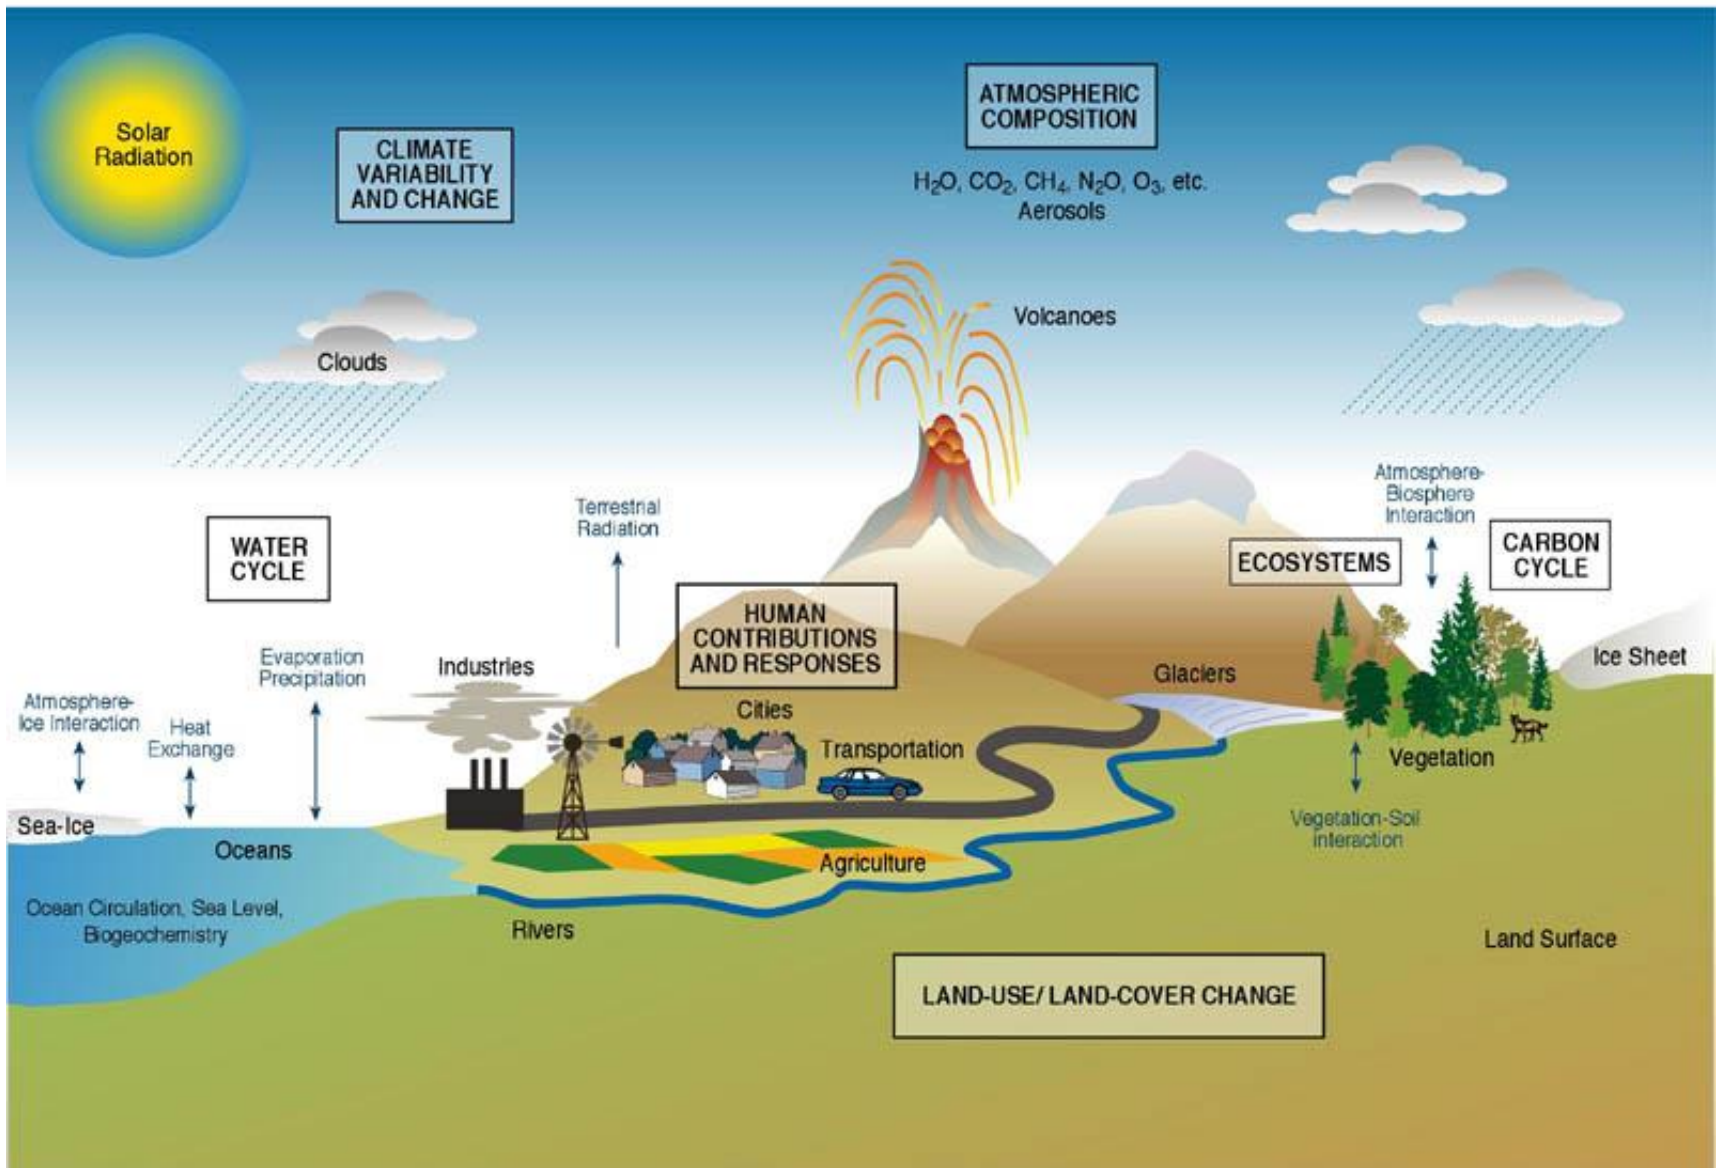 Solar
Radiation
CLIMATE
VARIABILITY
AND CHANGE
ATMOSPHERIC
COMPOSITION
H₂O, CO₂, CH₄, N₂O, O₃, etc.
Aerosols
Clouds
Volcanoes
WATER
CYCLE
Terrestrial
Radiation
Atmosphere-
Biosphere
Interaction
ECOSYSTEMS
CARBON
CYCLE
HUMAN
CONTRIBUTIONS
AND RESPONSES
Atmosphere-
Ice Interaction
Heat
Exchange
Evaporation
Precipitation
Industries
Cities
Transportation
Glaciers
Ice Sheet
Vegetation
Vegetation-Soil
interaction
Sea-Ice
Oceans
Agriculture
Ocean Circulation, Sea Level,
Biogeochemistry
Rivers
Land Surface
LAND-USE/ LAND-COVER CHANGE